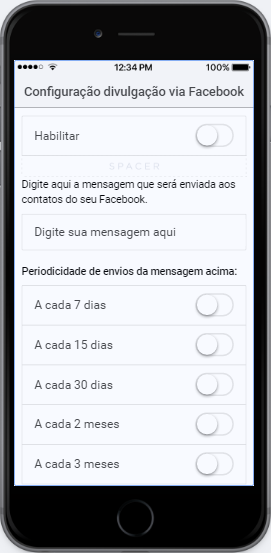 12:34 PM 100%
Configuração divulgação via Facebook
Habilitar
SPACER
Digite aqui a mensagem que será enviada aos
contatos do seu Facebook.
Digite sua mensagem aqui
Periodicidade de envios da mensagem acima:
A cada 7 dias
A cada 15 dias
A cada 30 dias
A cada 2 meses
A cada 3 meses